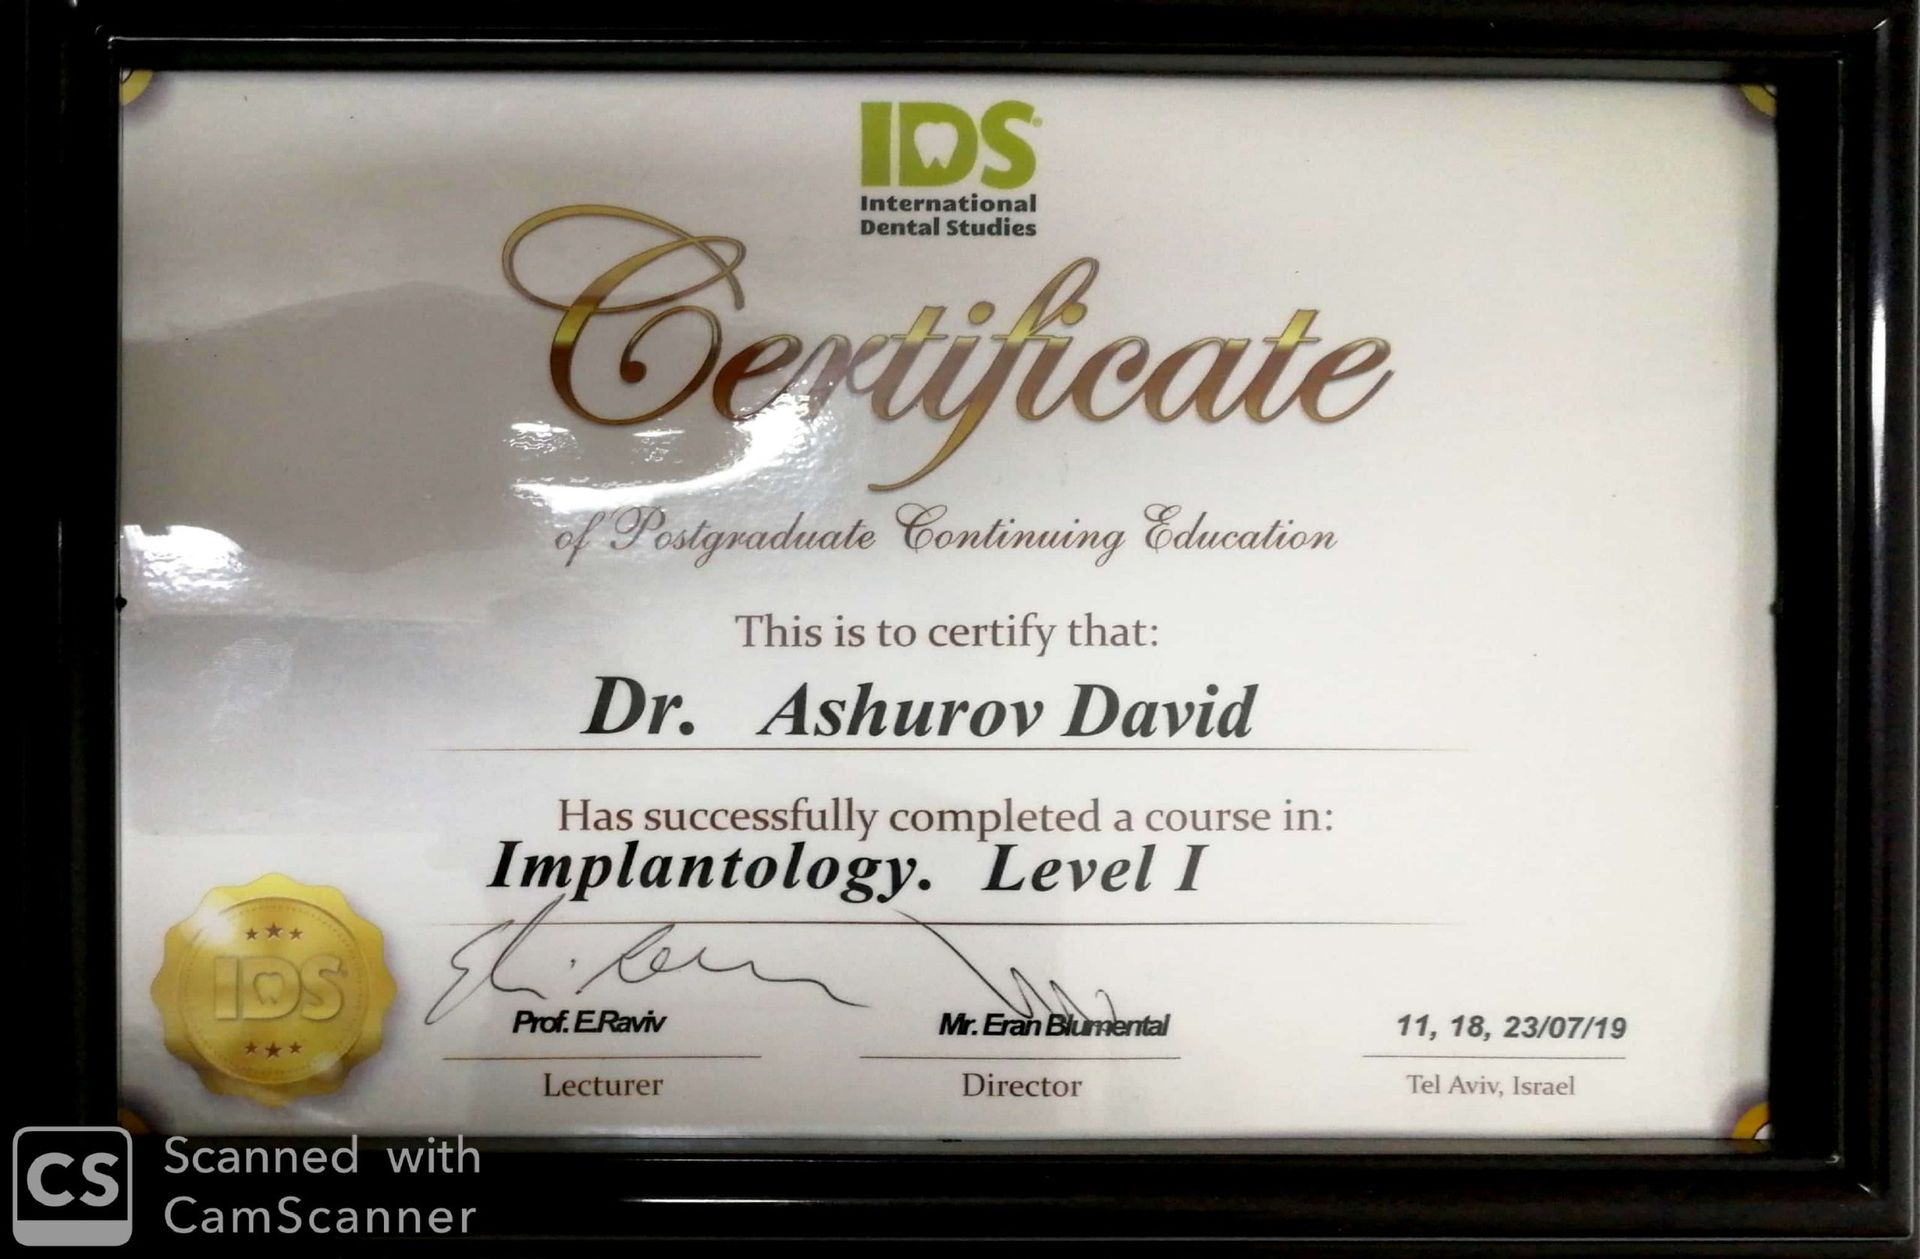 IDS
International
Dental Studies
Certificate
of Postgraduate Continuing Education
This is to certify that:
Dr. Ashurov David
Has successfully completed a course in:
Implantology. Level I
IDS
Prof. E.Raviv
Mr. Eran Blumental
11, 18, 23/07/19
Lecturer
Director
Tel Aviv, Israel
CS
Scanned with
CamScanner